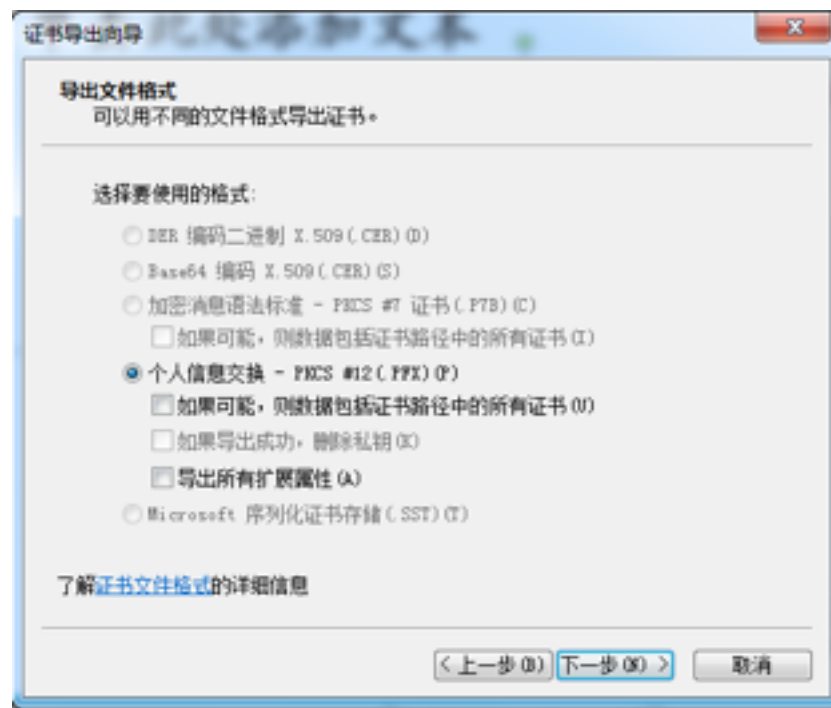 此处添加文本
证书导出向导
导出文件格式
可以用不同的文件格式导出证书。
选择要使用的格式:
DER 编码二进制 X.509(.CER)(D)
Base64 编码 X.509(.CER)(S)
加密消息语法标准 - PKCS #7 证书(.P7B)(C)
如果可能，则数据包括证书路径中的所有证书(I)
个人信息交换 - PKCS #12(.PFX)(P)
如果可能，则数据包括证书路径中的所有证书(U)
如果导出成功，删除私钥(K)
导出所有扩展属性(A)
Microsoft 序列化证书存储(.SST)(T)
了解证书文件格式的详细信息
< 上一步(B) 下一步(N) > 取消